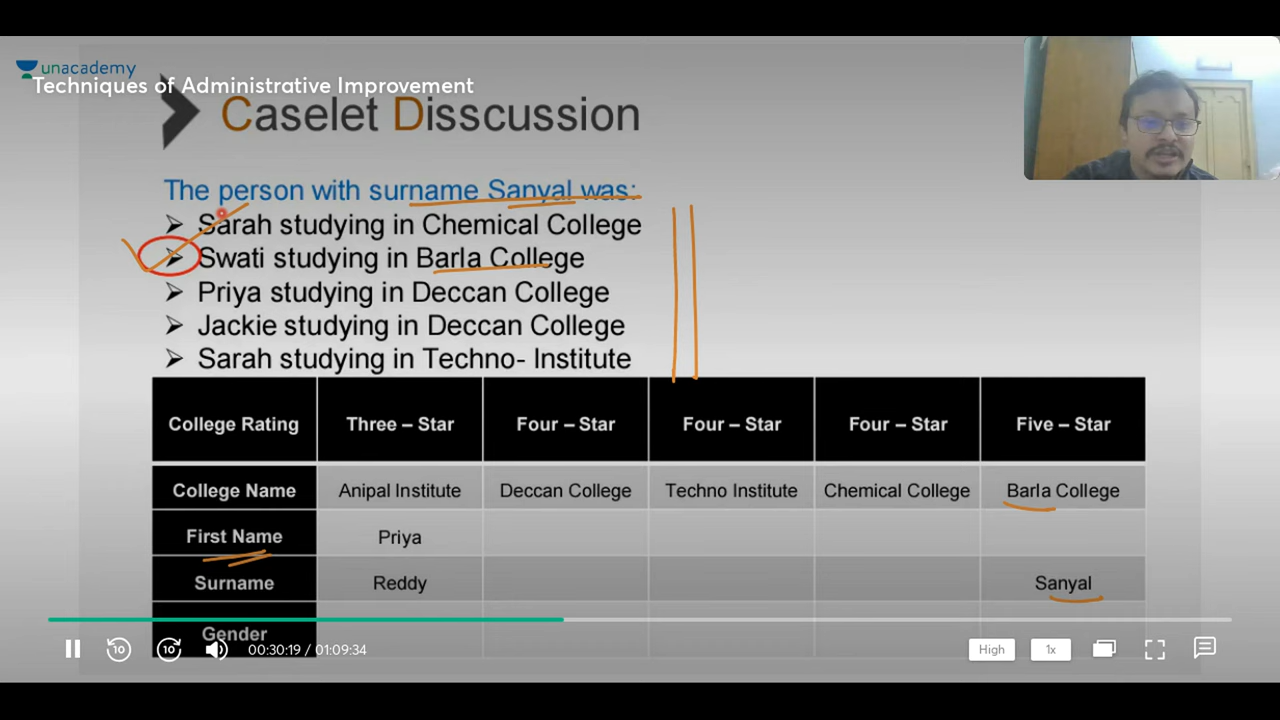 unacademy
Techniques of Administrative Improvement
Caselet Disscussion
The person with surname Sanyal was:
Sarah studying in Chemical College
Swati studying in Barla College
Priya studying in Deccan College
Jackie studying in Deccan College
Sarah studying in Techno- Institute
College Rating Three – Star Four – Star Four – Star Four – Star Five – Star
College Name Anipal Institute Deccan College Techno Institute Chemical College Barla College
First Name Priya
Surname Reddy Sanyal
Gender
10 10 00:30:19 / 01:09:34 High 1x